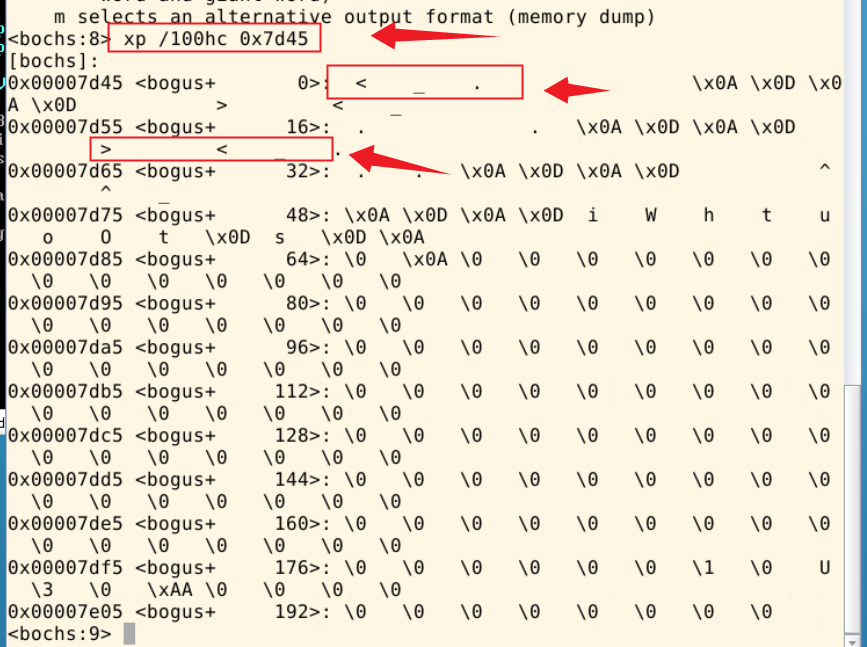 word and giant word),
m selects an alternative output format (memory dump)
<bochs:8> xp /100hc 0x7d45
[bochs]:
0x00007d45 <bogus+       0>:  <    _    .                  \x0A \x0D \x0
A \x0D            >         <    _
0x00007d55 <bogus+      16>:  .              .   \x0A \x0D \x0A \x0D
        >         <    _    .
0x00007d65 <bogus+      32>:  .    .   \x0A \x0D \x0A \x0D            ^
        ^    _
0x00007d75 <bogus+      48>: \x0A \x0D \x0A \x0D  i    W    h    t    u
   o    O    t   \x0D  s   \x0D \x0A
0x00007d85 <bogus+      64>: \0   \x0A \0   \0   \0   \0   \0   \0   \0
  \0   \0   \0   \0   \0   \0   \0
0x00007d95 <bogus+      80>: \0   \0   \0   \0   \0   \0   \0   \0   \0
  \0   \0   \0   \0   \0   \0   \0
0x00007da5 <bogus+      96>: \0   \0   \0   \0   \0   \0   \0   \0   \0
  \0   \0   \0   \0   \0   \0   \0
0x00007db5 <bogus+     112>: \0   \0   \0   \0   \0   \0   \0   \0   \0
  \0   \0   \0   \0   \0   \0   \0
0x00007dc5 <bogus+     128>: \0   \0   \0   \0   \0   \0   \0   \0   \0
  \0   \0   \0   \0   \0   \0   \0
0x00007dd5 <bogus+     144>: \0   \0   \0   \0   \0   \0   \0   \0   \0
  \0   \0   \0   \0   \0   \0   \0
0x00007de5 <bogus+     160>: \0   \0   \0   \0   \0   \0   \0   \0   \0
  \0   \0   \0   \0   \0   \0   \0
0x00007df5 <bogus+     176>: \0   \0   \0   \0   \0   \0   \1   \0    U
  \3   \0   \xAA \0   \0   \0   \0
0x00007e05 <bogus+     192>: \0   \0   \0   \0   \0   \0   \0   \0
<bochs:9>